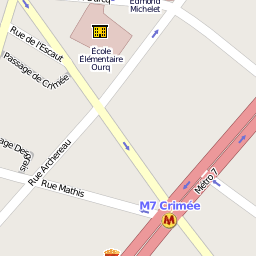 Ourcq
Edmond
Michelet
Rue de l'Escaut
Passage de Crimée
École
Élémentaire
Ourq
Rue Archereau
Rue Mathis
Métro 7
M7 Crimée
M